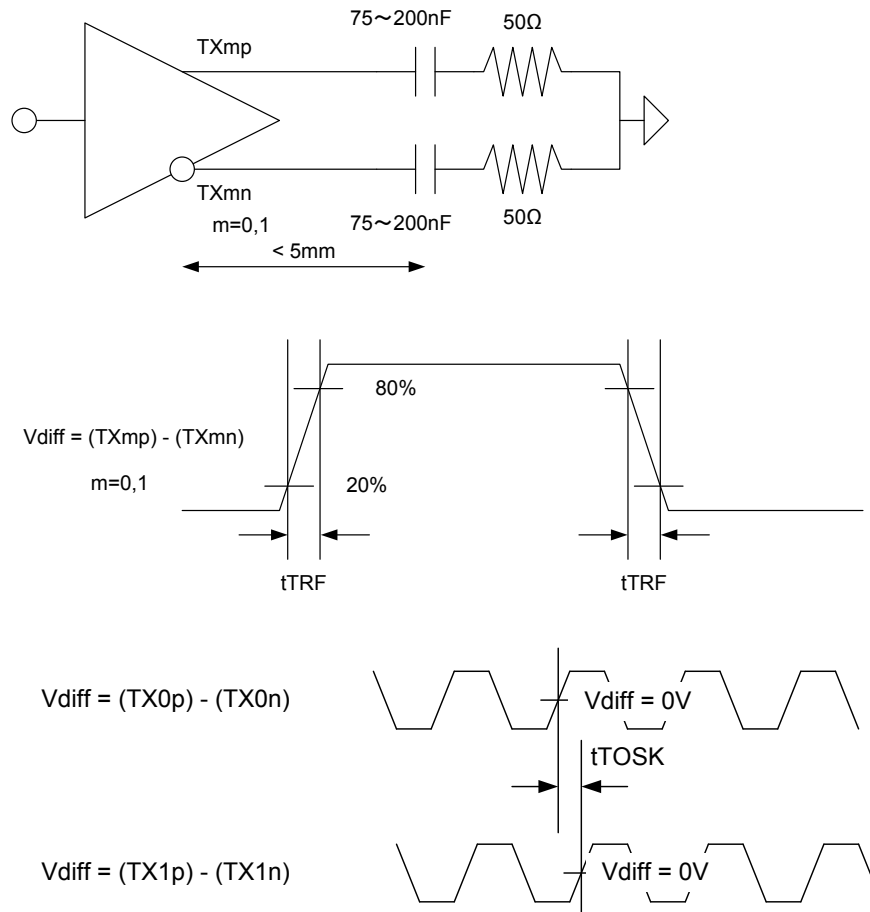 75～200nF
50Ω
TXmp
TXmn
m=0,1
75～200nF
50Ω
< 5mm
80%
Vdiff = (TXmp) - (TXmn)
m=0,1
20%
tTRF
tTRF
Vdiff = (TX0p) - (TX0n)
Vdiff = 0V
tTOSK
Vdiff = (TX1p) - (TX1n)
Vdiff = 0V